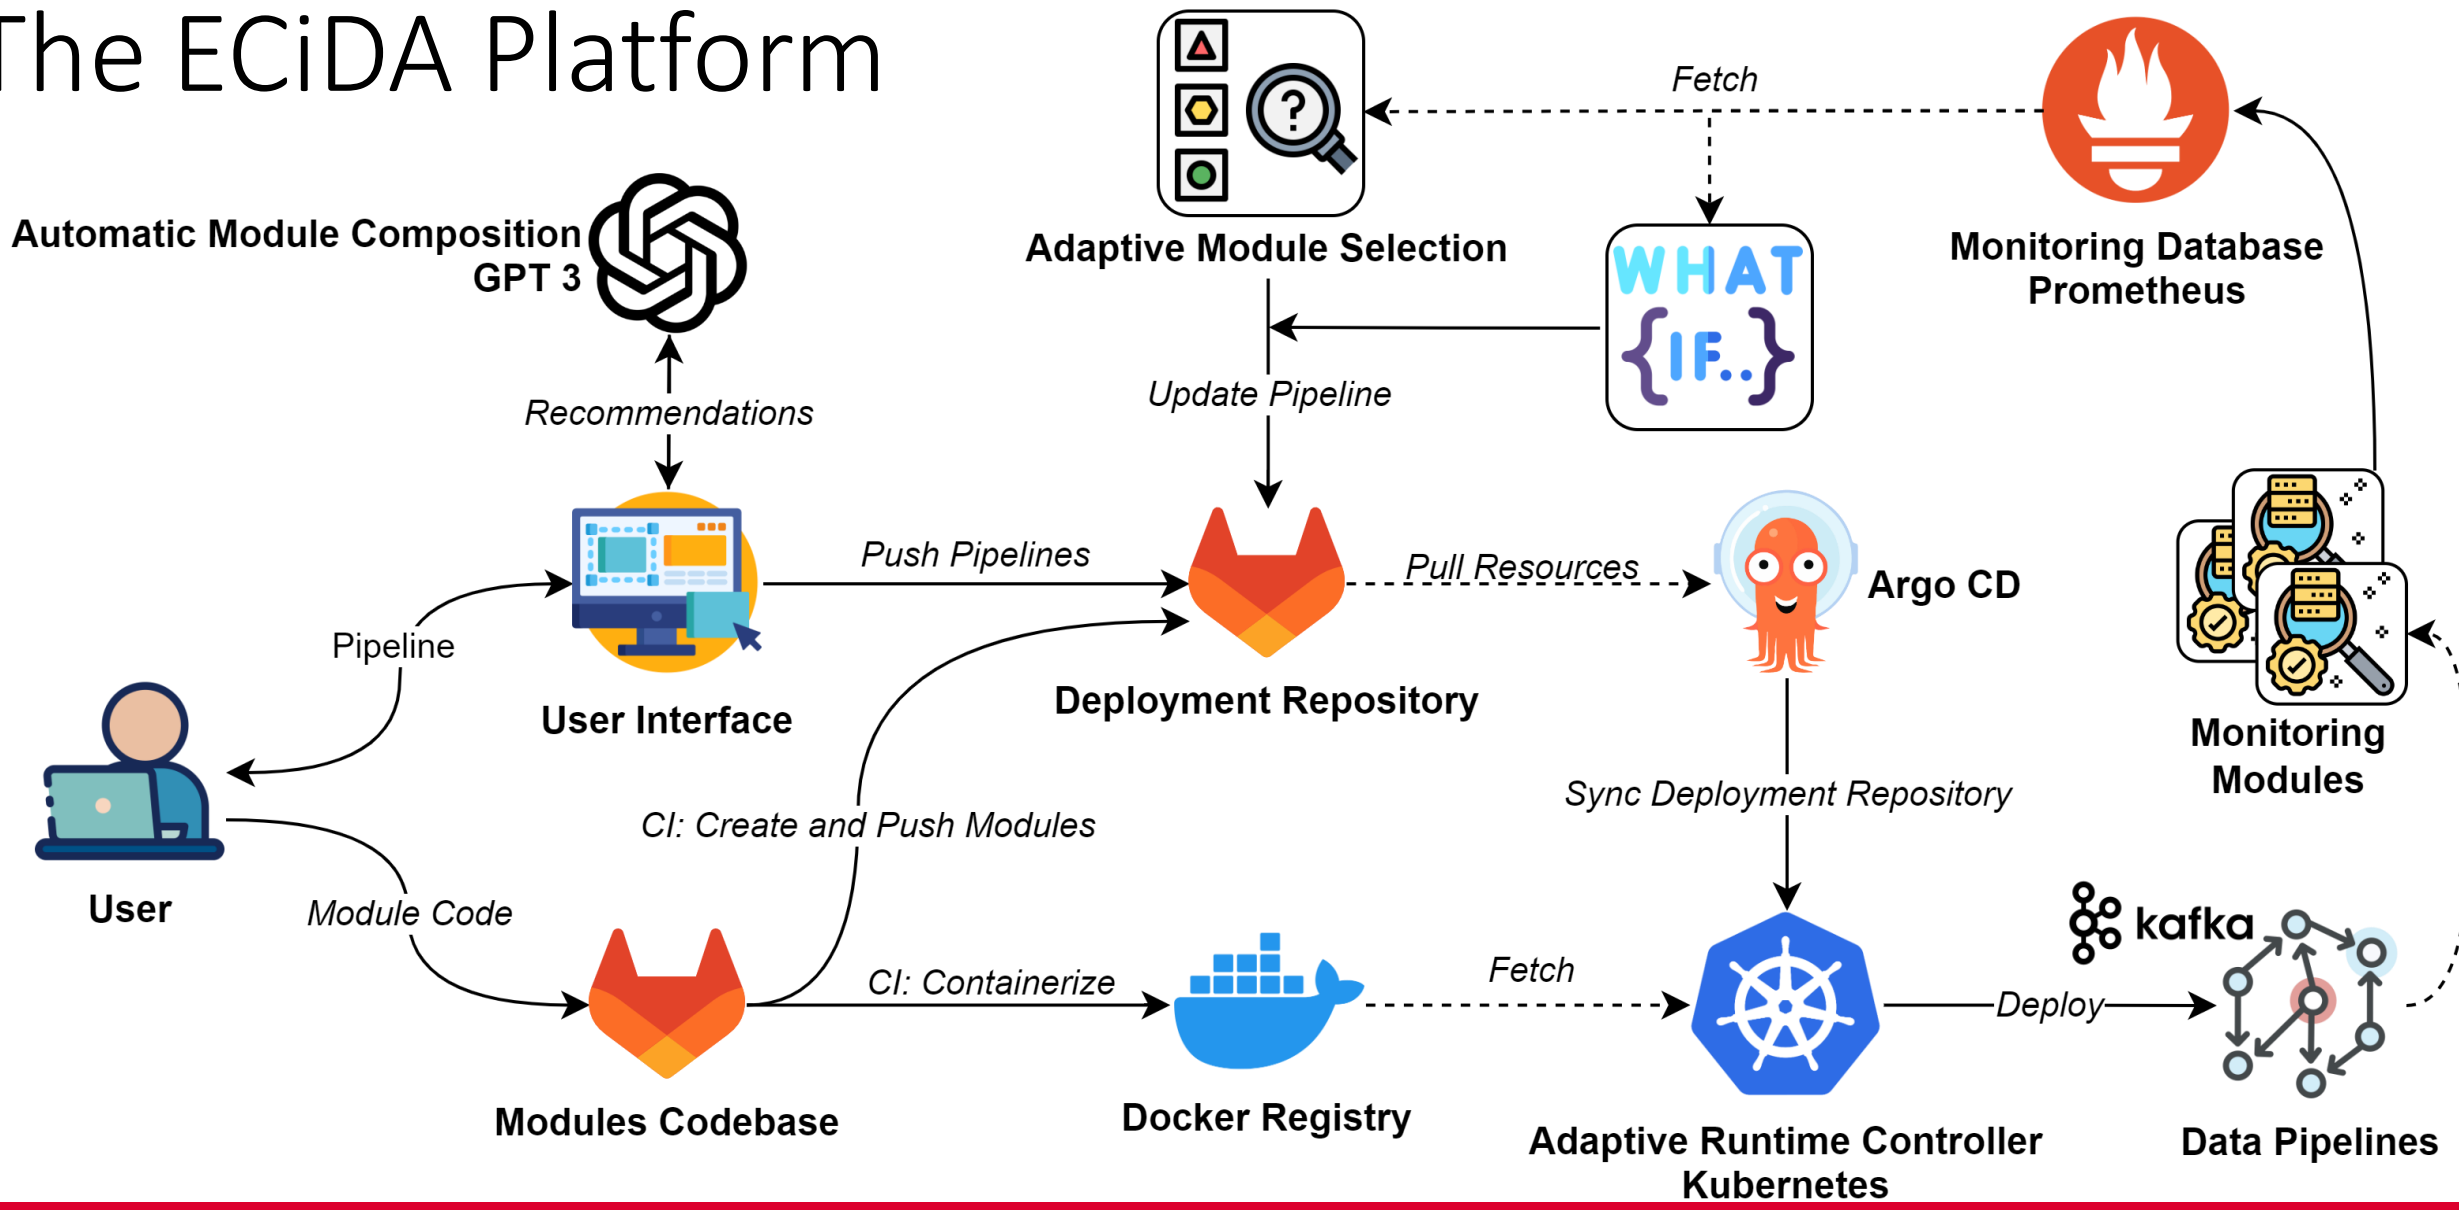 The ECiDA Platform
Fetch
Automatic Module Composition
GPT 3
Adaptive Module Selection
WHAT
{IF..}
Monitoring Database
Prometheus
Recommendations
Update Pipeline
Push Pipelines
Pull Resources
Argo CD
Pipeline
User Interface
Deployment Repository
Monitoring
Modules
Sync Deployment Repository
CI: Create and Push Modules
User
Module Code
kafka
CI: Containerize
Fetch
Deploy
Modules Codebase
Docker Registry
Adaptive Runtime Controller
Kubernetes
Data Pipelines